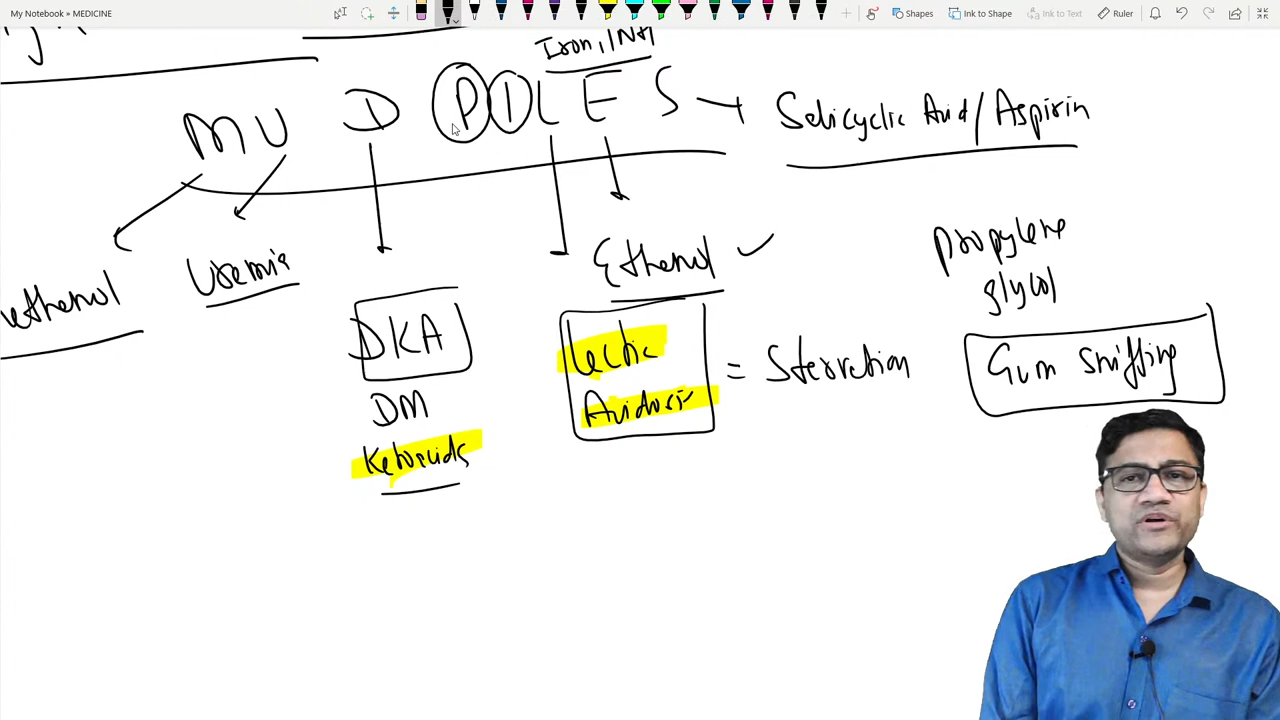 My Notebook » MEDICINE
Shapes
Ink to Shape
Ink to Text
Ruler
Iron, INH
MU D P I L E S → Salicyclic Acid/Aspirin
ethanol
Uremia
Ethanol ✓
propylene
glycol
DKA
DM
Ketoacids
Lactic
Acidosis
= Starvation
Gum sniffing